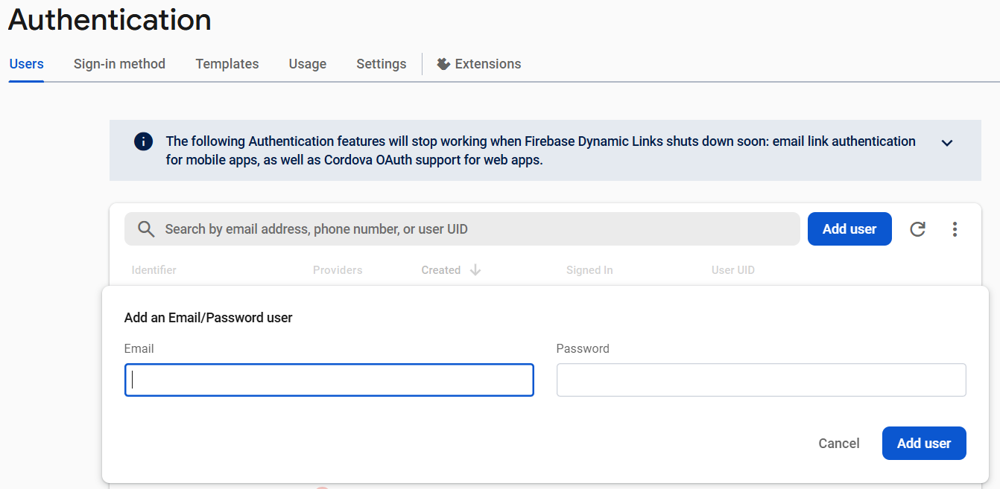 Authentication
Users Sign-in method Templates Usage Settings Extensions
The following Authentication features will stop working when Firebase Dynamic Links shuts down soon: email link authentication
for mobile apps, as well as Cordova OAuth support for web apps.
Search by email address, phone number, or user UID Add user
Identifier Providers Created Signed In User UID
Add an Email/Password user
Email Password
Cancel Add user